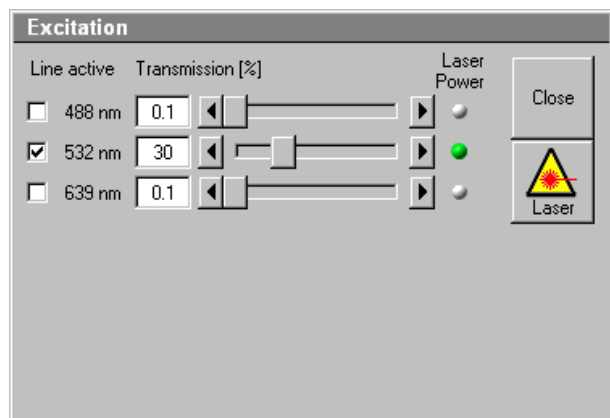 Excitation
Line active Transmission [%] Laser Power
488 nm 0.1
532 nm 30
639 nm 0.1
Close
Laser